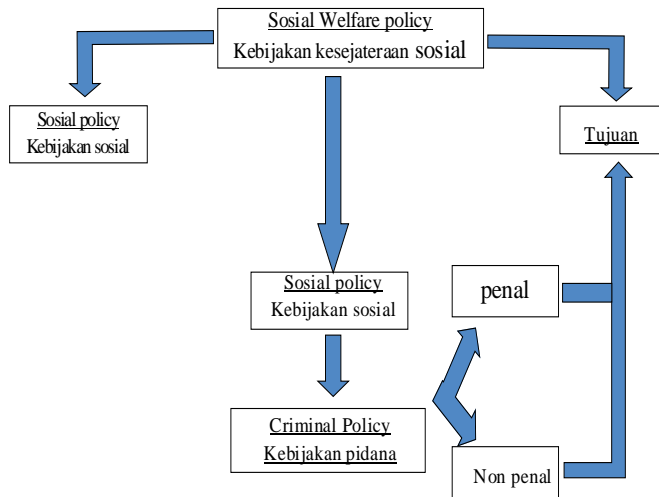 Sosial Welfare policy
Kebijakan kesejateraan sosial
Sosial policy
Kebijakan sosial
Tujuan
Sosial policy
Kebijakan sosial
penal
Criminal Policy
Kebijakan pidana
Non penal